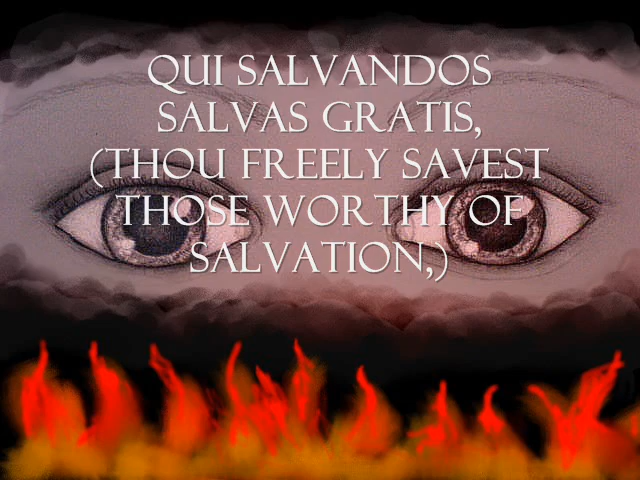 QUI SALVANDOS
SALVAS GRATIS,
(THOU FREELY SAVEST
THOSE WORTHY OF
SALVATION,)